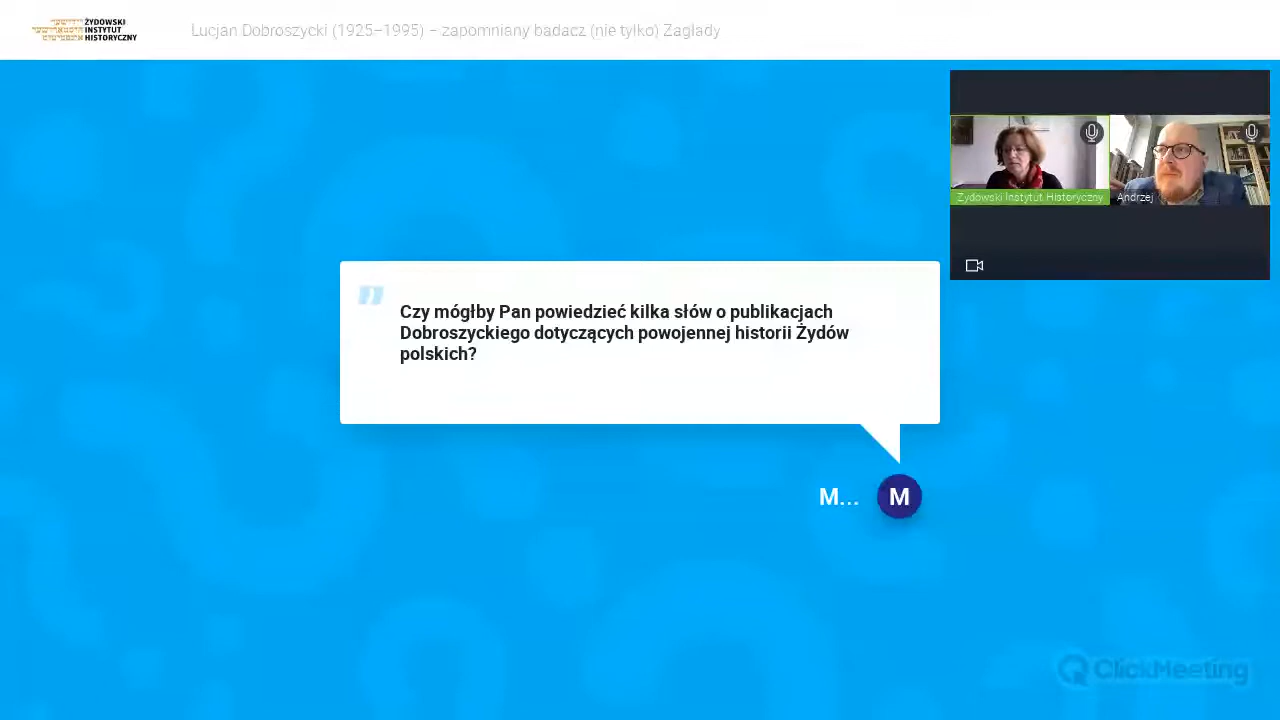 ŻYDOWSKI
INSTYTUT
HISTORYCZNY
Lucjan Dobroszycki (1925–1995) – zapomniany badacz (nie tylko) Zagłady
Żydowski Instytut Historyczny
Andrzej
Czy mógłby Pan powiedzieć kilka słów o publikacjach
Dobroszyckiego dotyczących powojennej historii Żydów
polskich?
M...
M
ClickMeeting